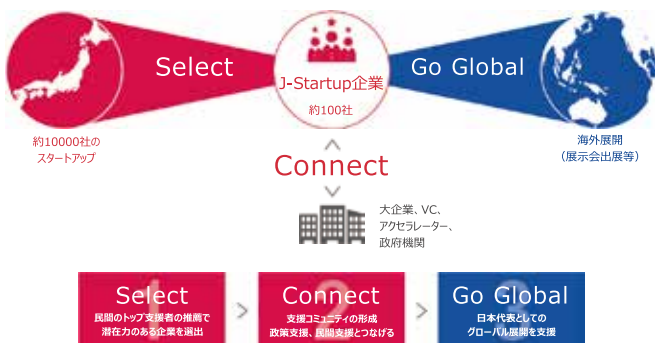 Select
J-Startup企業
約100社
Go Global
約10000社の
スタートアップ
海外展開
（展示会出展等）
Connect
大企業、VC、
アクセラレーター、
政府機関
1
Select
民間のトップ支援者の推薦で
潜在力のある企業を選出
>
2
Connect
支援コミュニティの形成
政策支援、民間支援とつなげる
>
3
Go Global
日本代表としての
グローバル展開を支援